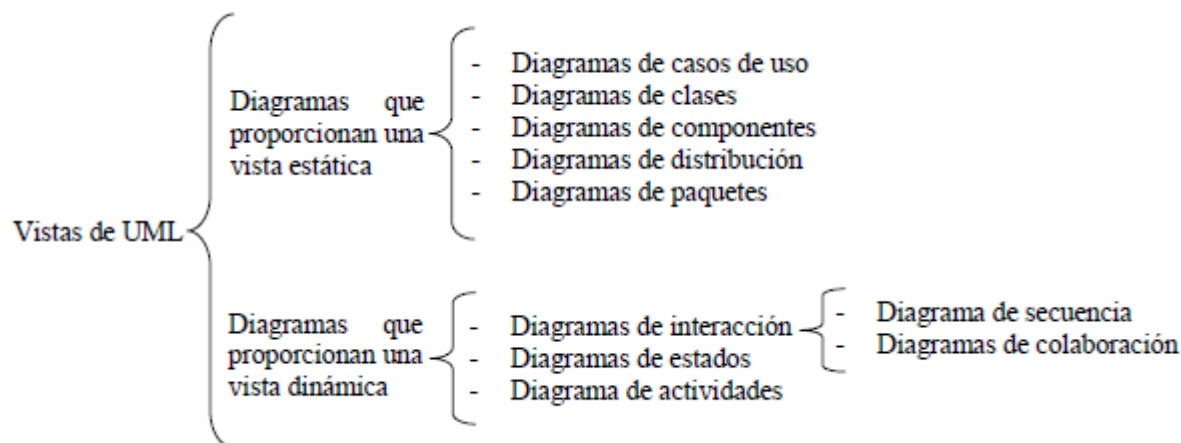 Vistas de UML
Diagramas que
proporcionan una
vista estática
- Diagramas de casos de uso
- Diagramas de clases
- Diagramas de componentes
- Diagramas de distribución
- Diagramas de paquetes
Diagramas que
proporcionan una
vista dinámica
- Diagramas de interacción
- Diagramas de estados
- Diagrama de actividades
- Diagrama de secuencia
- Diagramas de colaboración